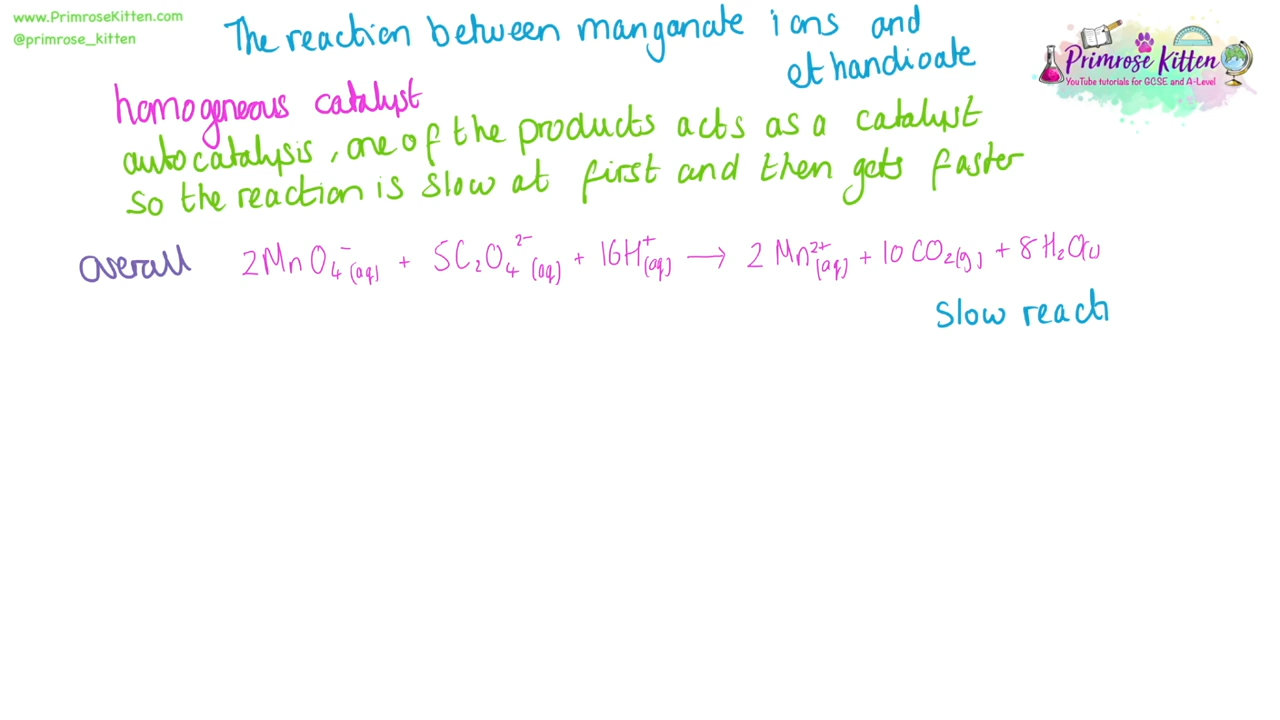 www.PrimroseKitten.com
@primrose_kitten
The reaction between manganate ions and
ethandioate
Primrose Kitten
YouTube tutorials for GCSE and A-Level
homogeneous catalyst
autocatalysis, one of the products acts as a catalyst
so the reaction is slow at first and then gets faster
overall 2MnO₄⁻(aq) + 5C₂O₄²⁻(aq) + 16H⁺(aq) → 2Mn²⁺(aq) + 10CO₂(g) + 8H₂O(l)
Slow react